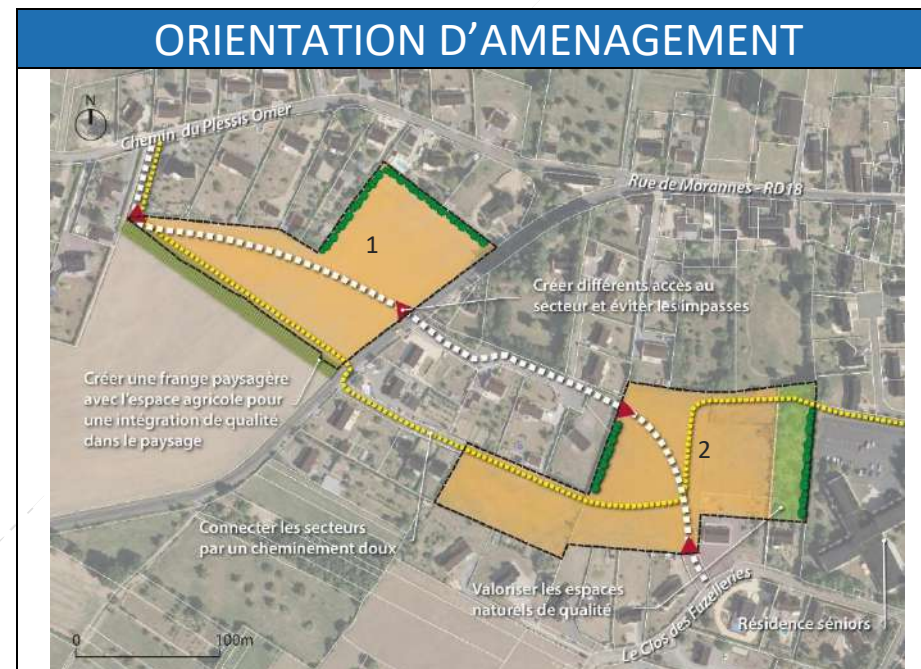 ORIENTATION D'AMENAGEMENT
N
Chemin du Plessis Omer
Rue de Morannes - RD18
1
Créer différents accès au
secteur et éviter les impasses
Créer une frange paysagère
avec l'espace agricole pour
une intégration de qualité
dans le paysage
2
Connecter les secteurs
par un cheminement doux
Valoriser les espaces
naturels de qualité
Le Clos des Fuzelleries
Résidence séniors
0 100m